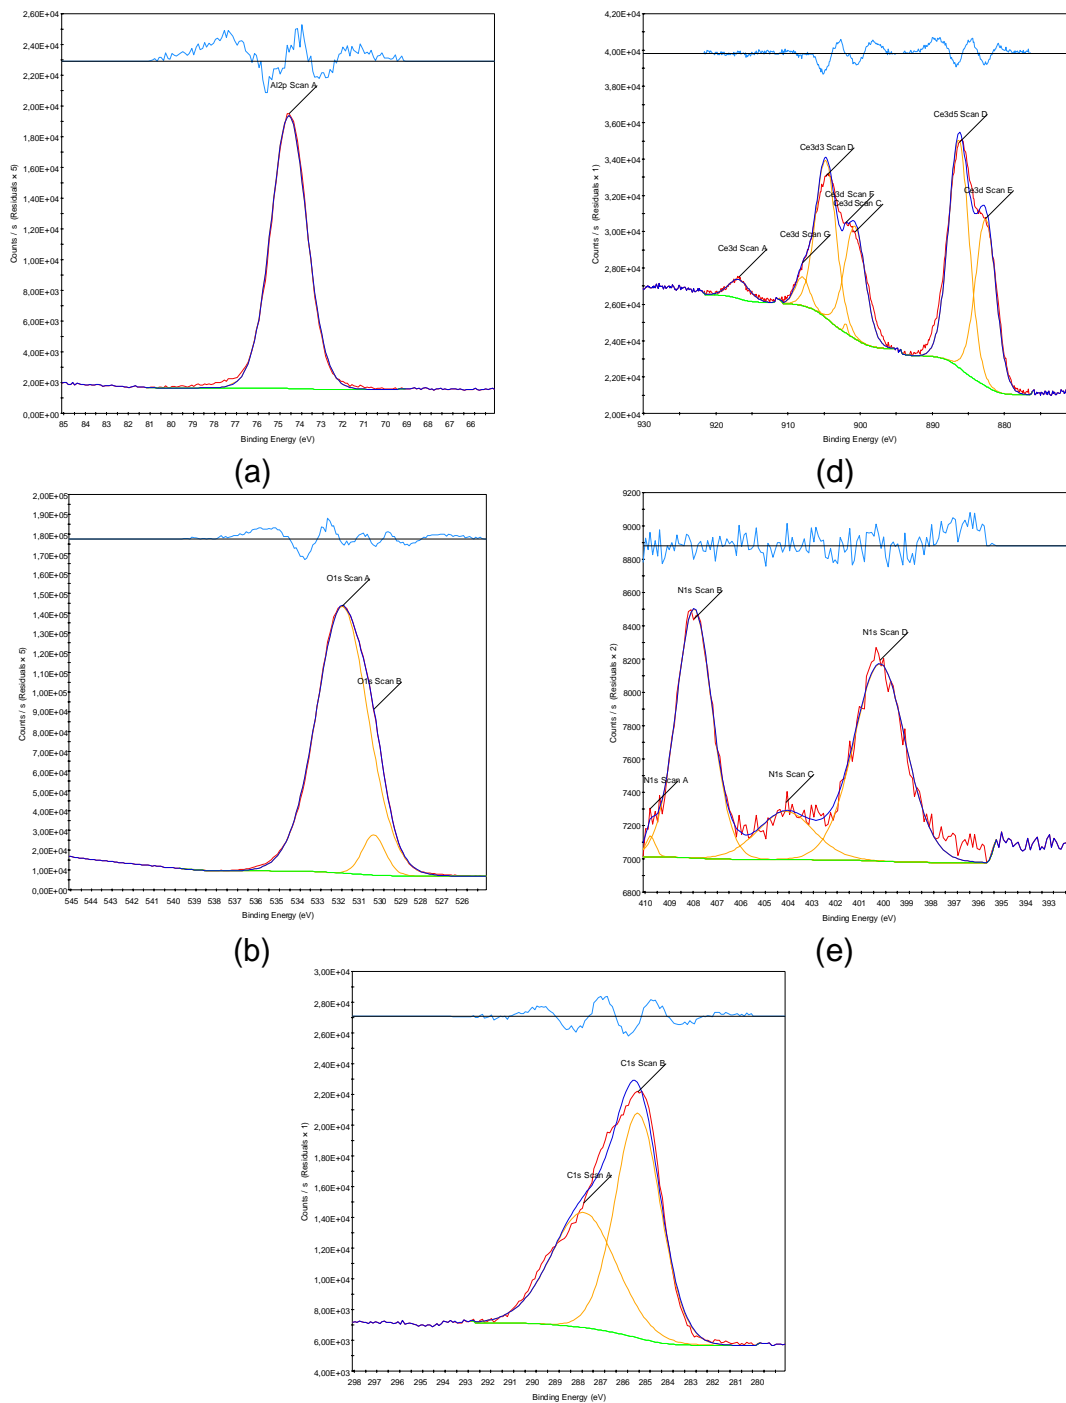 2,60E+04
2,40E+04
2,20E+04
2,00E+04
1,80E+04
1,60E+04
1,40E+04
1,20E+04
1,00E+04
8,00E+03
6,00E+03
4,00E+03
2,00E+03
0,00E+00
Counts / s (Residuals × 5)
Al2p Scan A
85 84 83 82 81 80 79 78 77 76 75 74 73 72 71 70 69 68 67 66
Binding Energy (eV)
(a)
4,20E+04
4,00E+04
3,80E+04
3,60E+04
3,40E+04
3,20E+04
3,00E+04
2,80E+04
2,60E+04
2,40E+04
2,20E+04
2,00E+04
Counts / s (Residuals × 1)
Ce3d5 Scan D
Ce3d3 Scan D
Ce3d Scan E
Ce3d Scan F
Ce3d Scan C
Ce3d Scan G
Ce3d Scan A
930 920 910 900 890 880
Binding Energy (eV)
(d)
2,00E+05
1,90E+05
1,80E+05
1,70E+05
1,60E+05
1,50E+05
1,40E+05
1,30E+05
1,20E+05
1,10E+05
1,00E+05
9,00E+04
8,00E+04
7,00E+04
6,00E+04
5,00E+04
4,00E+04
3,00E+04
2,00E+04
1,00E+04
0,00E+00
Counts / s (Residuals × 5)
O1s Scan A
O1s Scan B
545 544 543 542 541 540 539 538 537 536 535 534 533 532 531 530 529 528 527 526
Binding Energy (eV)
(b)
9200
9000
8800
8600
8400
8200
8000
7800
7600
7400
7200
7000
6800
Counts / s (Residuals × 2)
N1s Scan B
N1s Scan D
N1s Scan C
N1s Scan A
410 409 408 407 406 405 404 403 402 401 400 399 398 397 396 395 394 393
Binding Energy (eV)
(e)
3,00E+04
2,80E+04
2,60E+04
2,40E+04
2,20E+04
2,00E+04
1,80E+04
1,60E+04
1,40E+04
1,20E+04
1,00E+04
8,00E+03
6,00E+03
4,00E+03
Counts / s (Residuals × 1)
C1s Scan B
C1s Scan A
298 297 296 295 294 293 292 291 290 289 288 287 286 285 284 283 282 281 280
Binding Energy (eV)